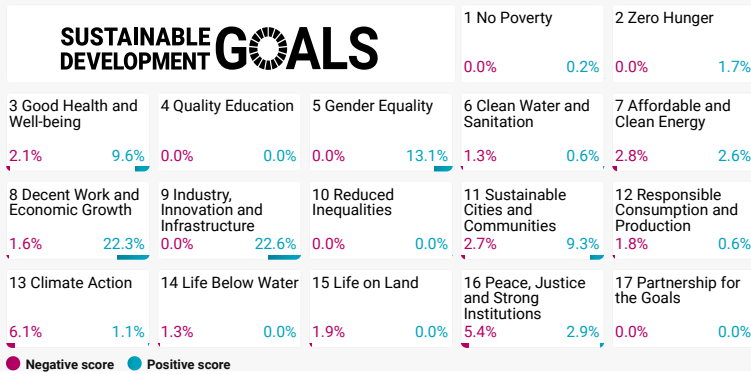 SUSTAINABLE
DEVELOPMENT
GOALS
1 No Poverty
0.0% 0.2%
2 Zero Hunger
0.0% 1.7%
3 Good Health and
Well-being
2.1% 9.6%
4 Quality Education
0.0% 0.0%
5 Gender Equality
0.0% 13.1%
6 Clean Water and
Sanitation
1.3% 0.6%
7 Affordable and
Clean Energy
2.8% 2.6%
8 Decent Work and
Economic Growth
1.6% 22.3%
9 Industry,
Innovation and
Infrastructure
0.0% 22.6%
10 Reduced
Inequalities
0.0% 0.0%
11 Sustainable
Cities and
Communities
2.7% 9.3%
12 Responsible
Consumption and
Production
1.8% 0.6%
13 Climate Action
6.1% 1.1%
14 Life Below Water
1.3% 0.0%
15 Life on Land
1.9% 0.0%
16 Peace, Justice
and Strong
Institutions
5.4% 2.9%
17 Partnership for
the Goals
0.0% 0.0%
Negative score Positive score